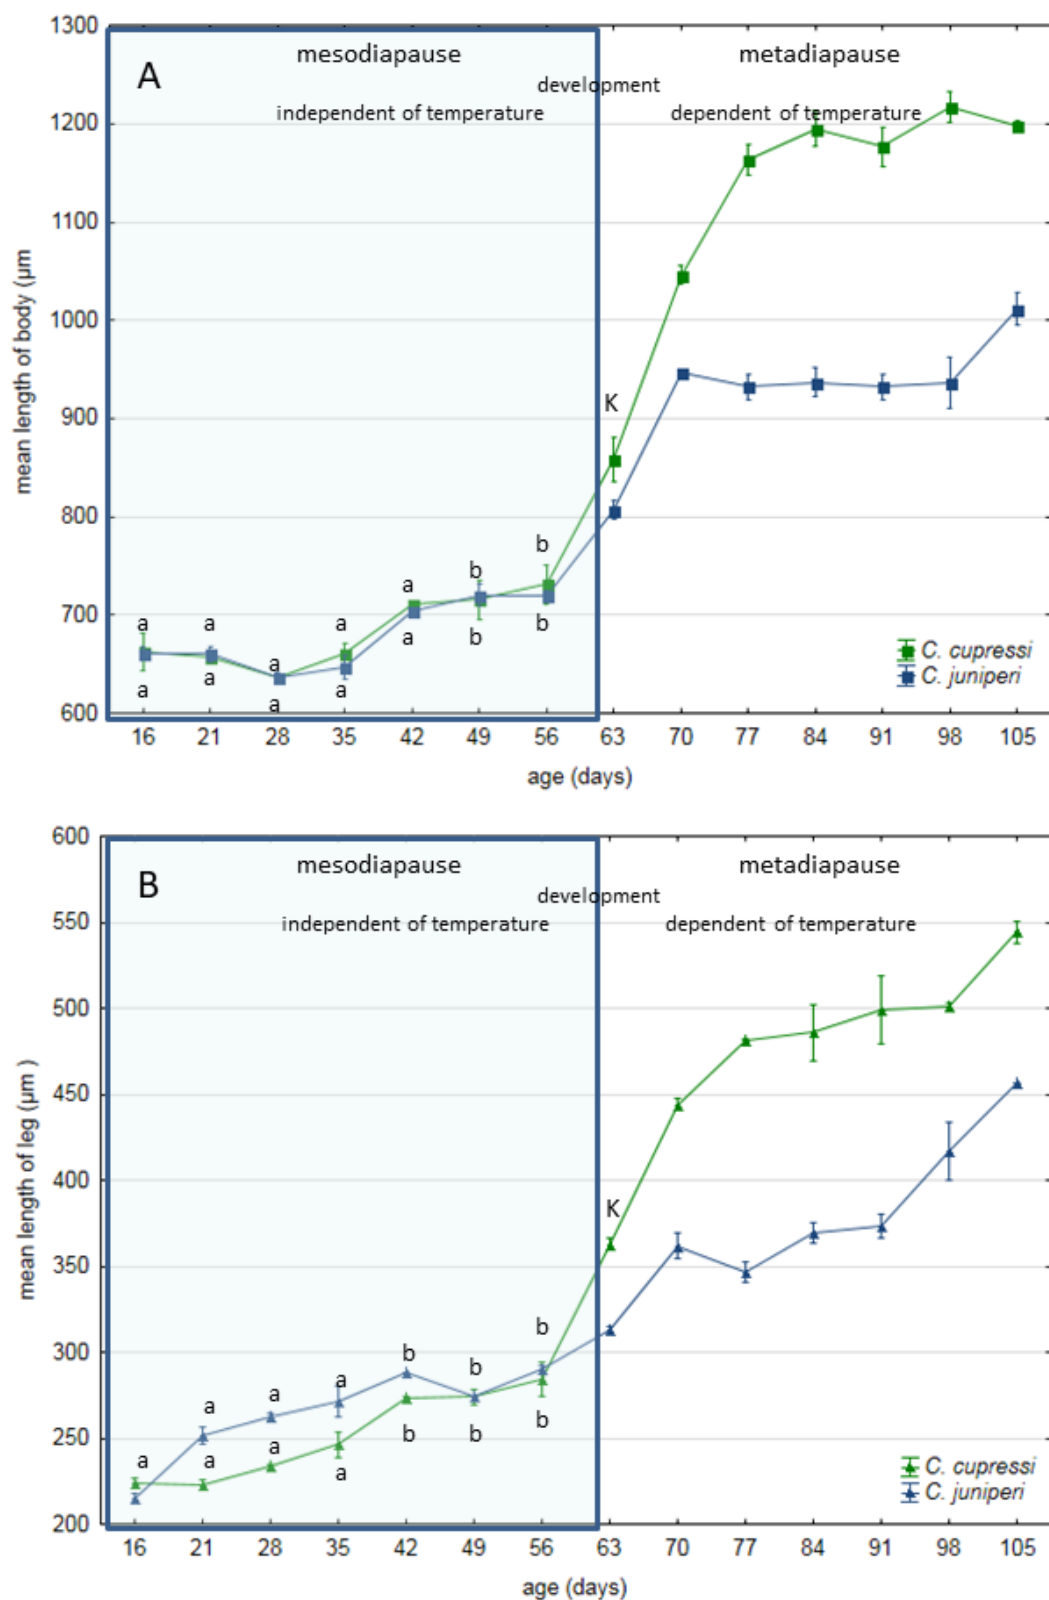 1300
1200
1100
1000
900
800
700
600
mean length of body (µm
A
mesodiapause
metadiapause
development
independent of temperature
dependent of temperature
K
a a a a a b b
a a a a a b b
C. cupressi
C. juniperi
16 21 28 35 42 49 56 63 70 77 84 91 98 105
age (days)
600
550
500
450
400
350
300
250
200
mean length of leg (µm )
B
mesodiapause
metadiapause
development
independent of temperature
dependent of temperature
K
a a a b b b
a a a a b b b
C. cupressi
C. juniperi
16 21 28 35 42 49 56 63 70 77 84 91 98 105
age (days)